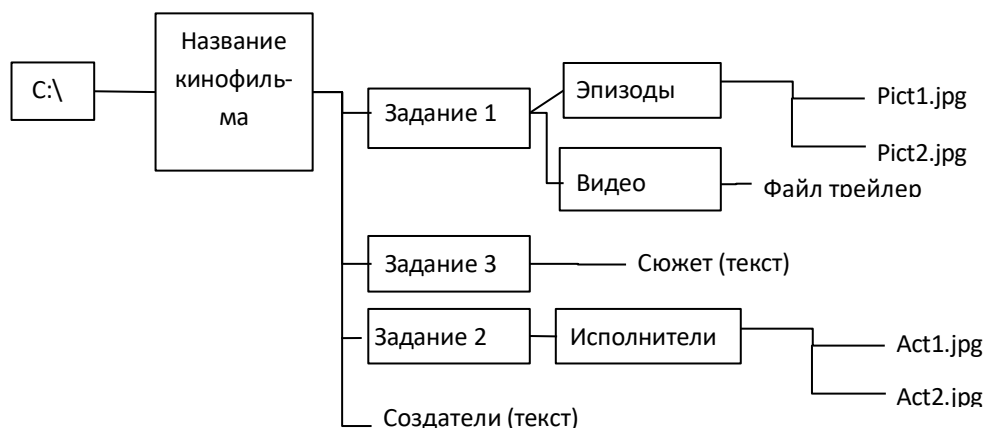 C:\
Название
кинофиль-
ма
Задание 1
Эпизоды
Pict1.jpg
Pict2.jpg
Видео
Файл трейлер
Задание 3
Сюжет (текст)
Задание 2
Исполнители
Act1.jpg
Act2.jpg
Создатели (текст)